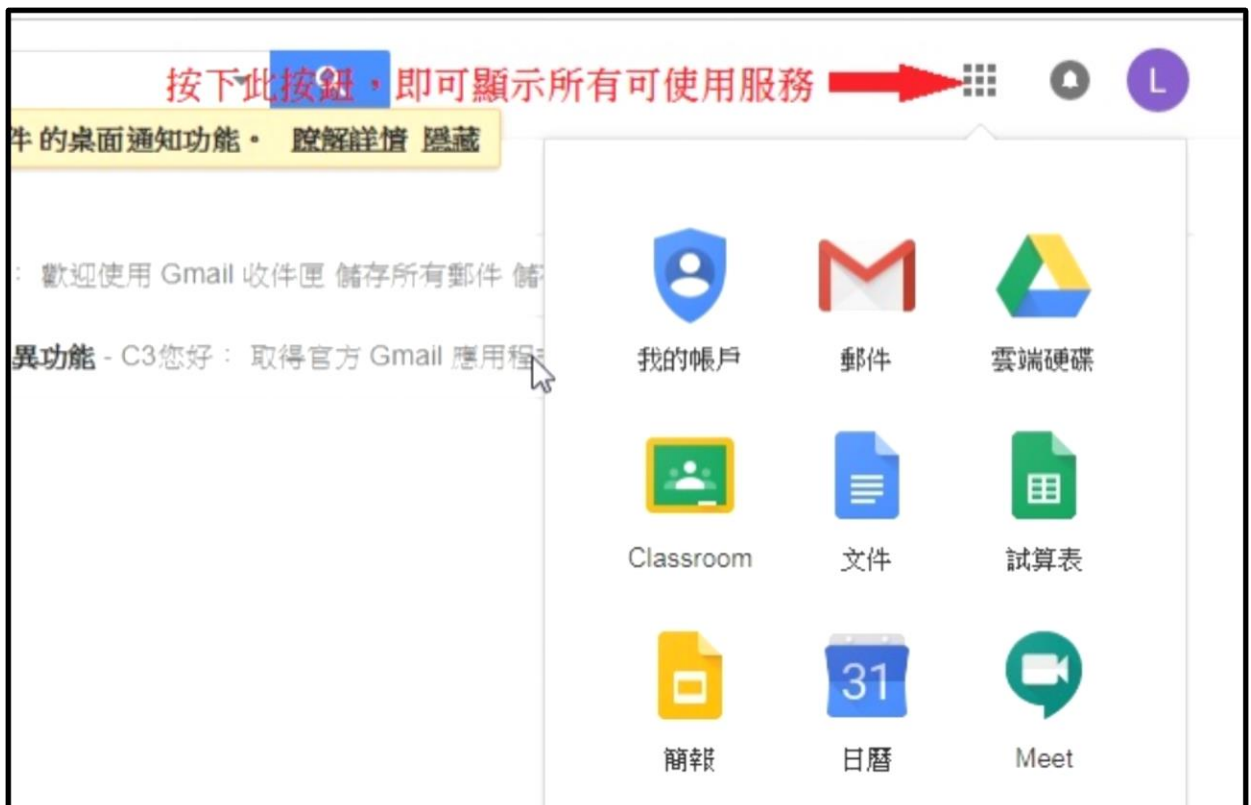 按下此按鈕，即可顯示所有可使用服務
L
件 的桌面通知功能。 瞭解詳情 隱藏
： 歡迎使用 Gmail 收件匣 儲存所有郵件
異功能 - C3您好： 取得官方 Gmail 應用程
我的帳戶 郵件 雲端硬碟
Classroom 文件 試算表
31
簡報 日曆 Meet